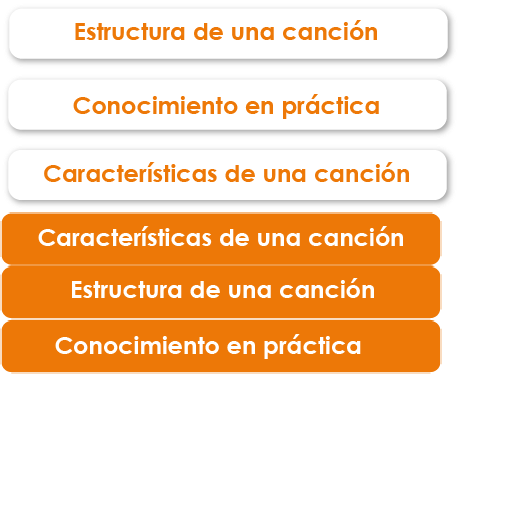 Estructura de una canción
Conocimiento en práctica
Características de una canción
Características de una canción
Estructura de una canción
Conocimiento en práctica